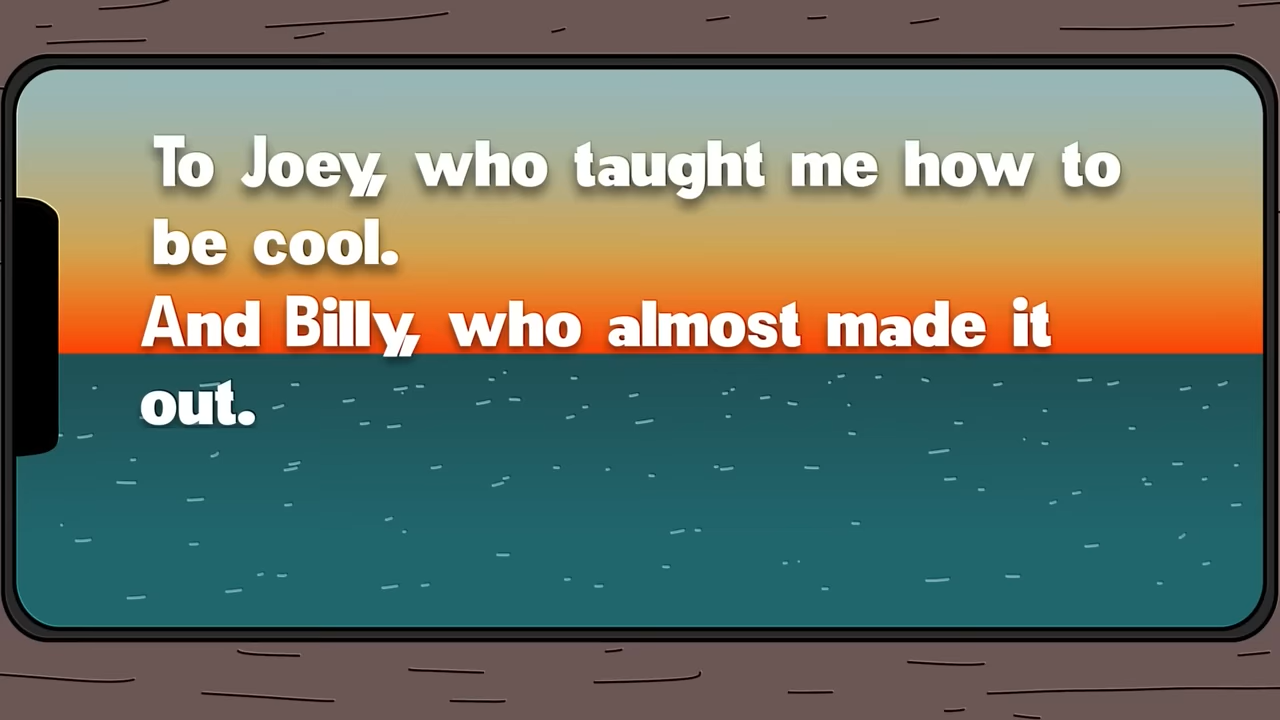 To Joey, who taught me how to
be cool.
And Billy, who almost made it
out.